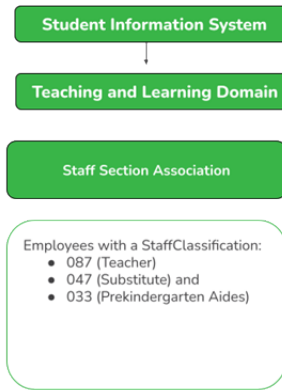 Student Information System
Teaching and Learning Domain
Staff Section Association
Employees with a StaffClassification:
● 087 (Teacher)
● 047 (Substitute) and
● 033 (Prekindergarten Aides)